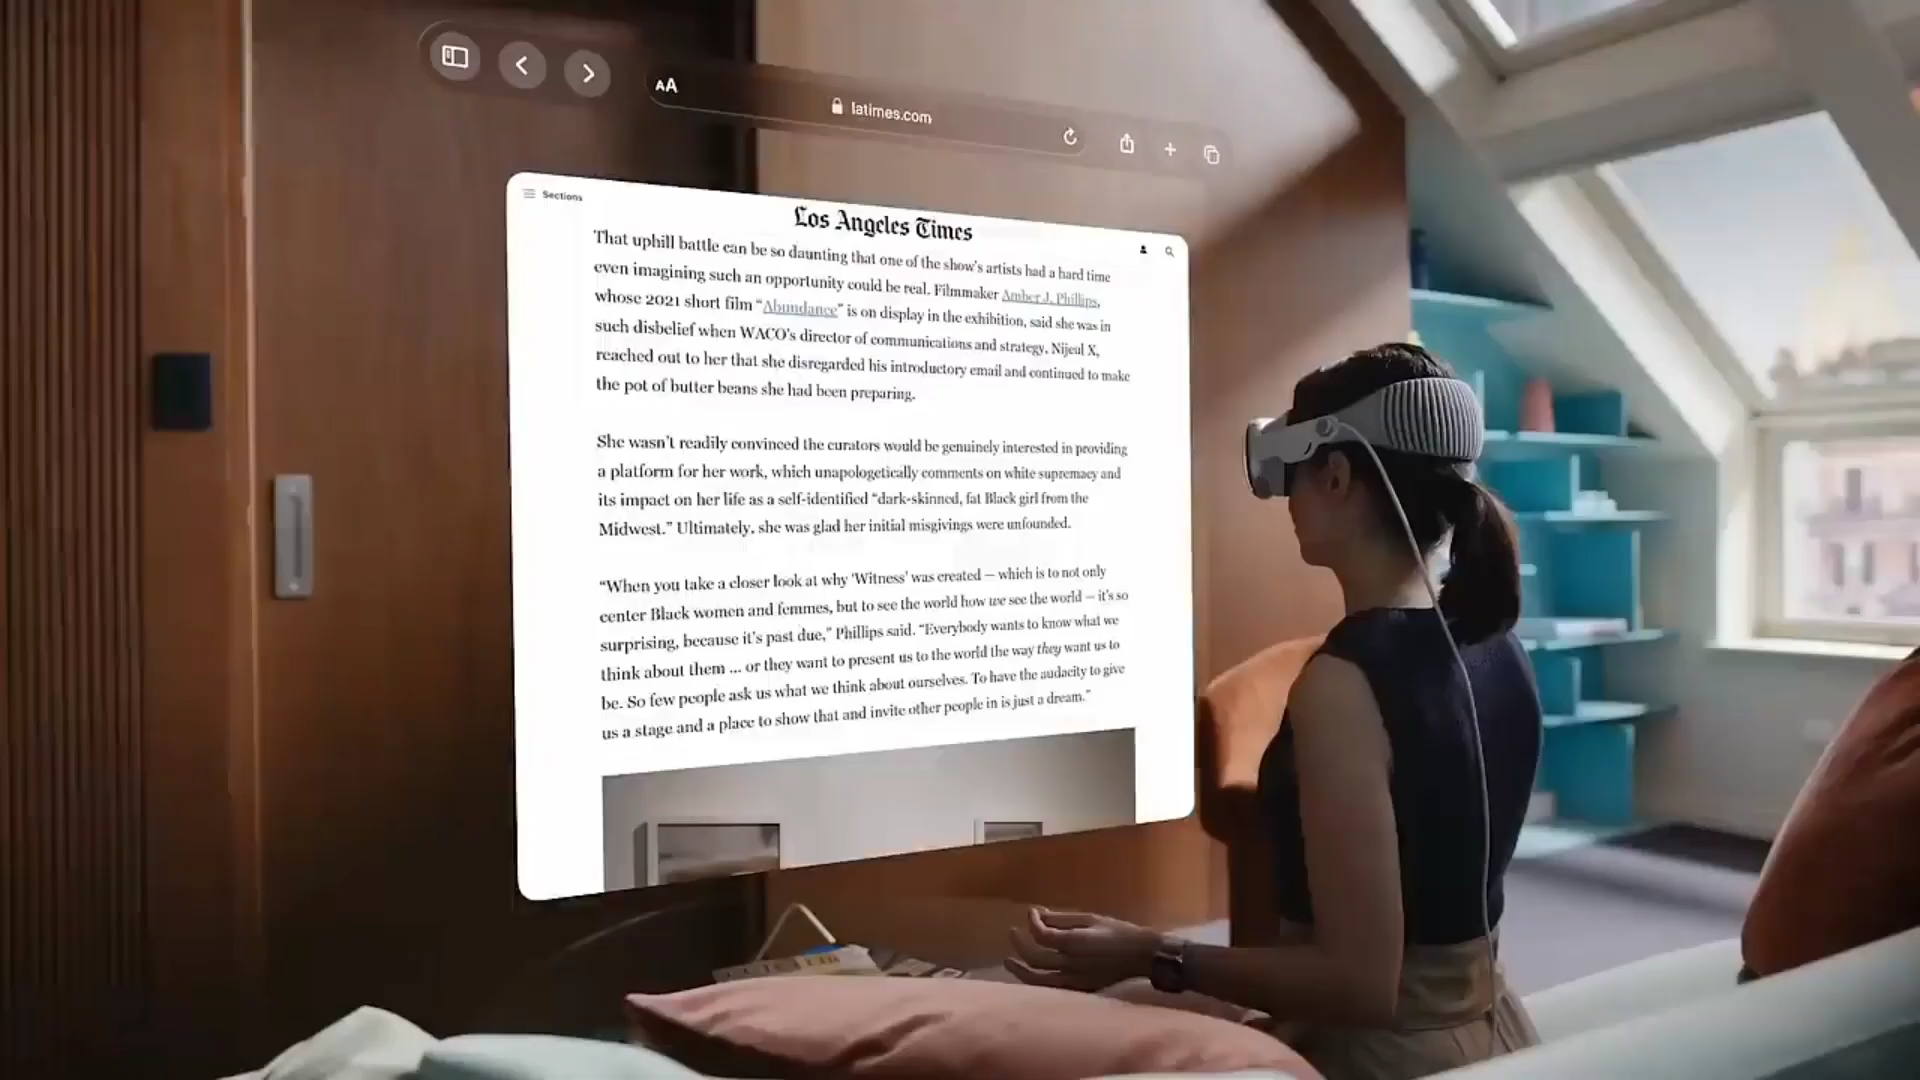 AA
latimes.com
Sections
Los Angeles Times
That uphill battle can be so daunting that one of the show's artists had a hard time
even imagining such an opportunity could be real. Filmmaker Amber J. Phillips,
whose 2021 short film “Abundance” is on display in the exhibition, said she was in
such disbelief when WACO's director of communications and strategy, Nijeul X,
reached out to her that she disregarded his introductory email and continued to make
the pot of butter beans she had been preparing.
She wasn't readily convinced the curators would be genuinely interested in providing
a platform for her work, which unapologetically comments on white supremacy and
its impact on her life as a self-identified “dark-skinned, fat Black girl from the
Midwest.” Ultimately, she was glad her initial misgivings were unfounded.
“When you take a closer look at why ‘Witness’ was created — which is to not only
center Black women and femmes, but to see the world how we see the world — it's so
surprising, because it's past due,” Phillips said. “Everybody wants to know what we
think about them ... or they want to present us to the world the way they want us to
be. So few people ask us what we think about ourselves. To have the audacity to give
us a stage and a place to show that and invite other people in is just a dream.”